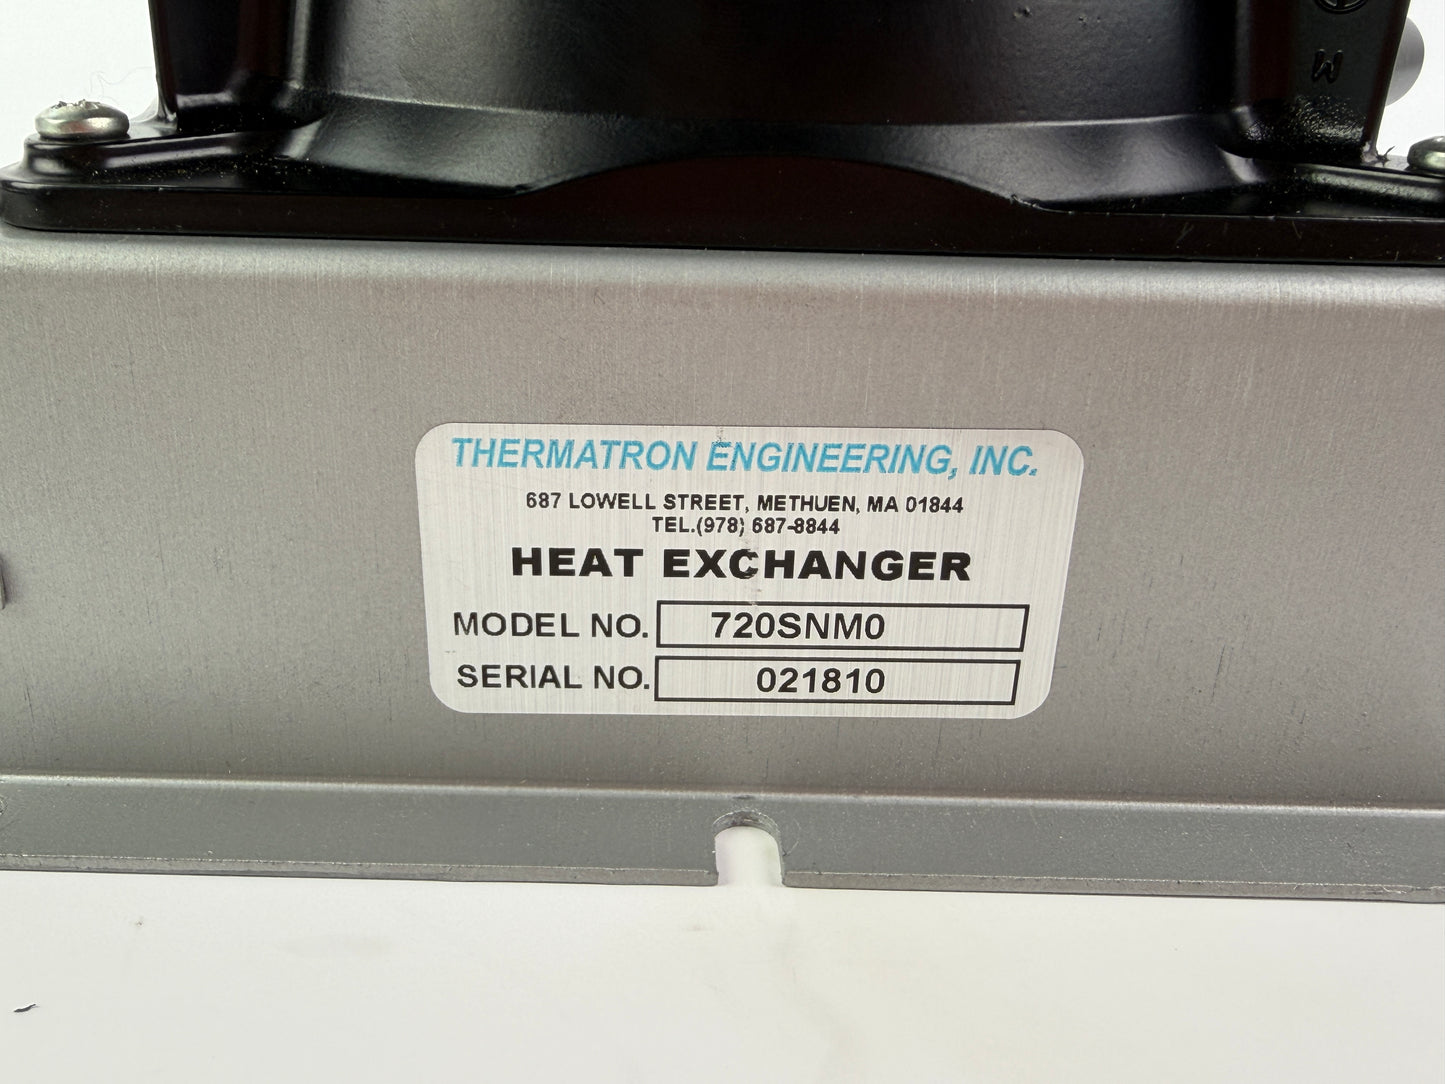 THERMATRON ENGINEERING, INC.
687 LOWELL STREET, METHUEN, MA 01844
TEL.(978) 687-8844
HEAT EXCHANGER
MODEL NO. 720SNM0
SERIAL NO. 021810